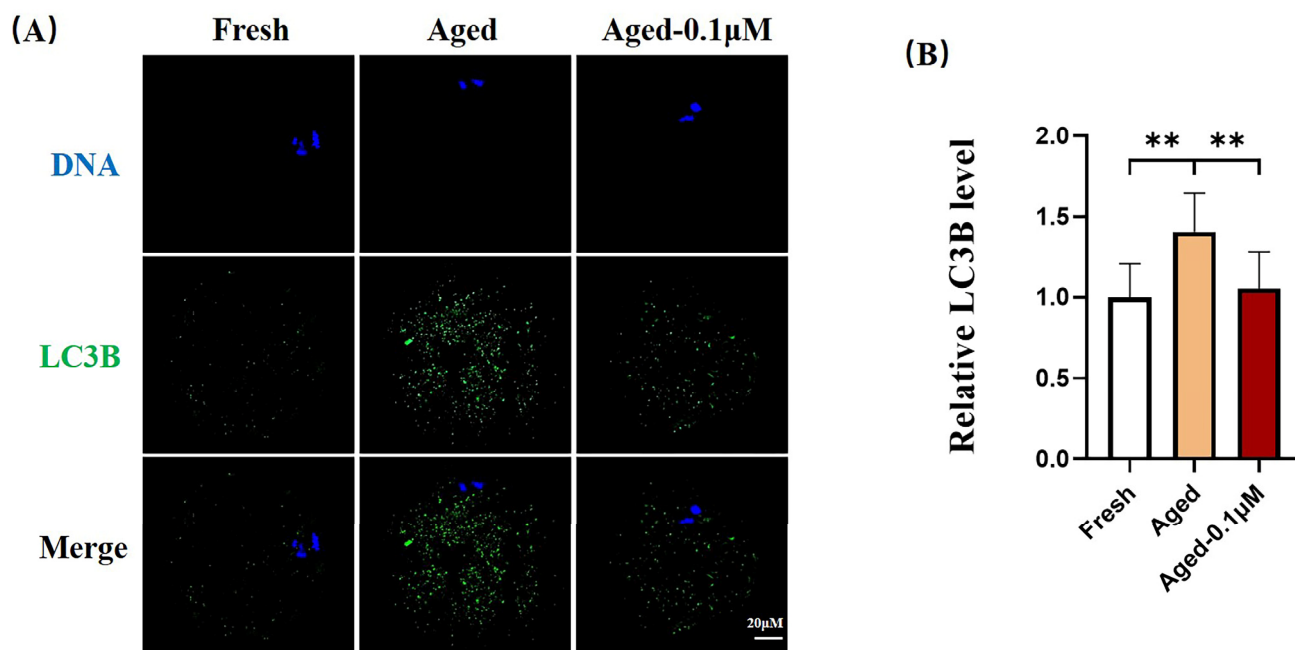 (A)
Fresh Aged Aged-0.1μM
DNA
LC3B
Merge
20μM
(B)
Relative LC3B level
2.0
1.5
1.0
0.5
0.0
** **
Fresh
Aged
Aged-0.1μM